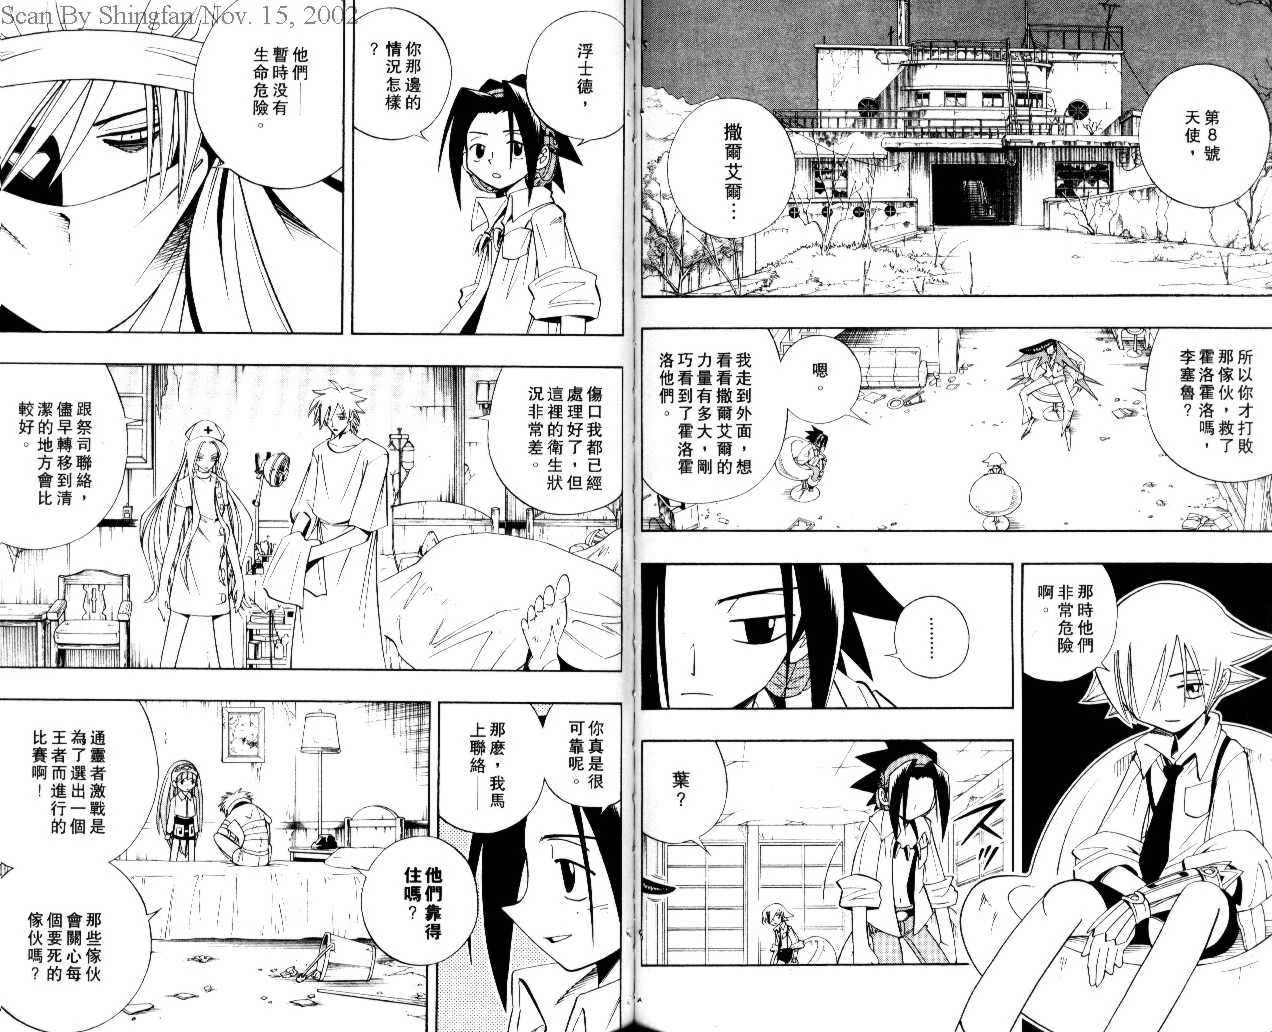 Scan By Shingfan/Nov. 15, 2002
第8號
天使，
撒爾艾爾…
所以你才打敗
那傢伙，救了
霍洛霍洛嗎，
李塞魯？
嗯。
我走到外面，想
看看撒爾艾爾的
力量有多大，剛
巧看到了霍洛霍
洛他們。
那時他們
非常危險
啊。
………
葉？
ス
浮士德，
你那邊的
情況怎樣
？
他們——
暫時没有
生命危險。
傷口我都已經
處理好了，但
這裡的衛生狀
況非常差。
跟祭司聯絡，
儘早轉移到清
潔的地方會比
較好。
你真是很
可靠呢。
那麽，我馬
上聯絡——
他們靠得
住嗎？
通靈者激戰是
為了選出一個
王者而進行的
比賽啊！
那些傢伙
會關心每
個要死的
傢伙嗎？